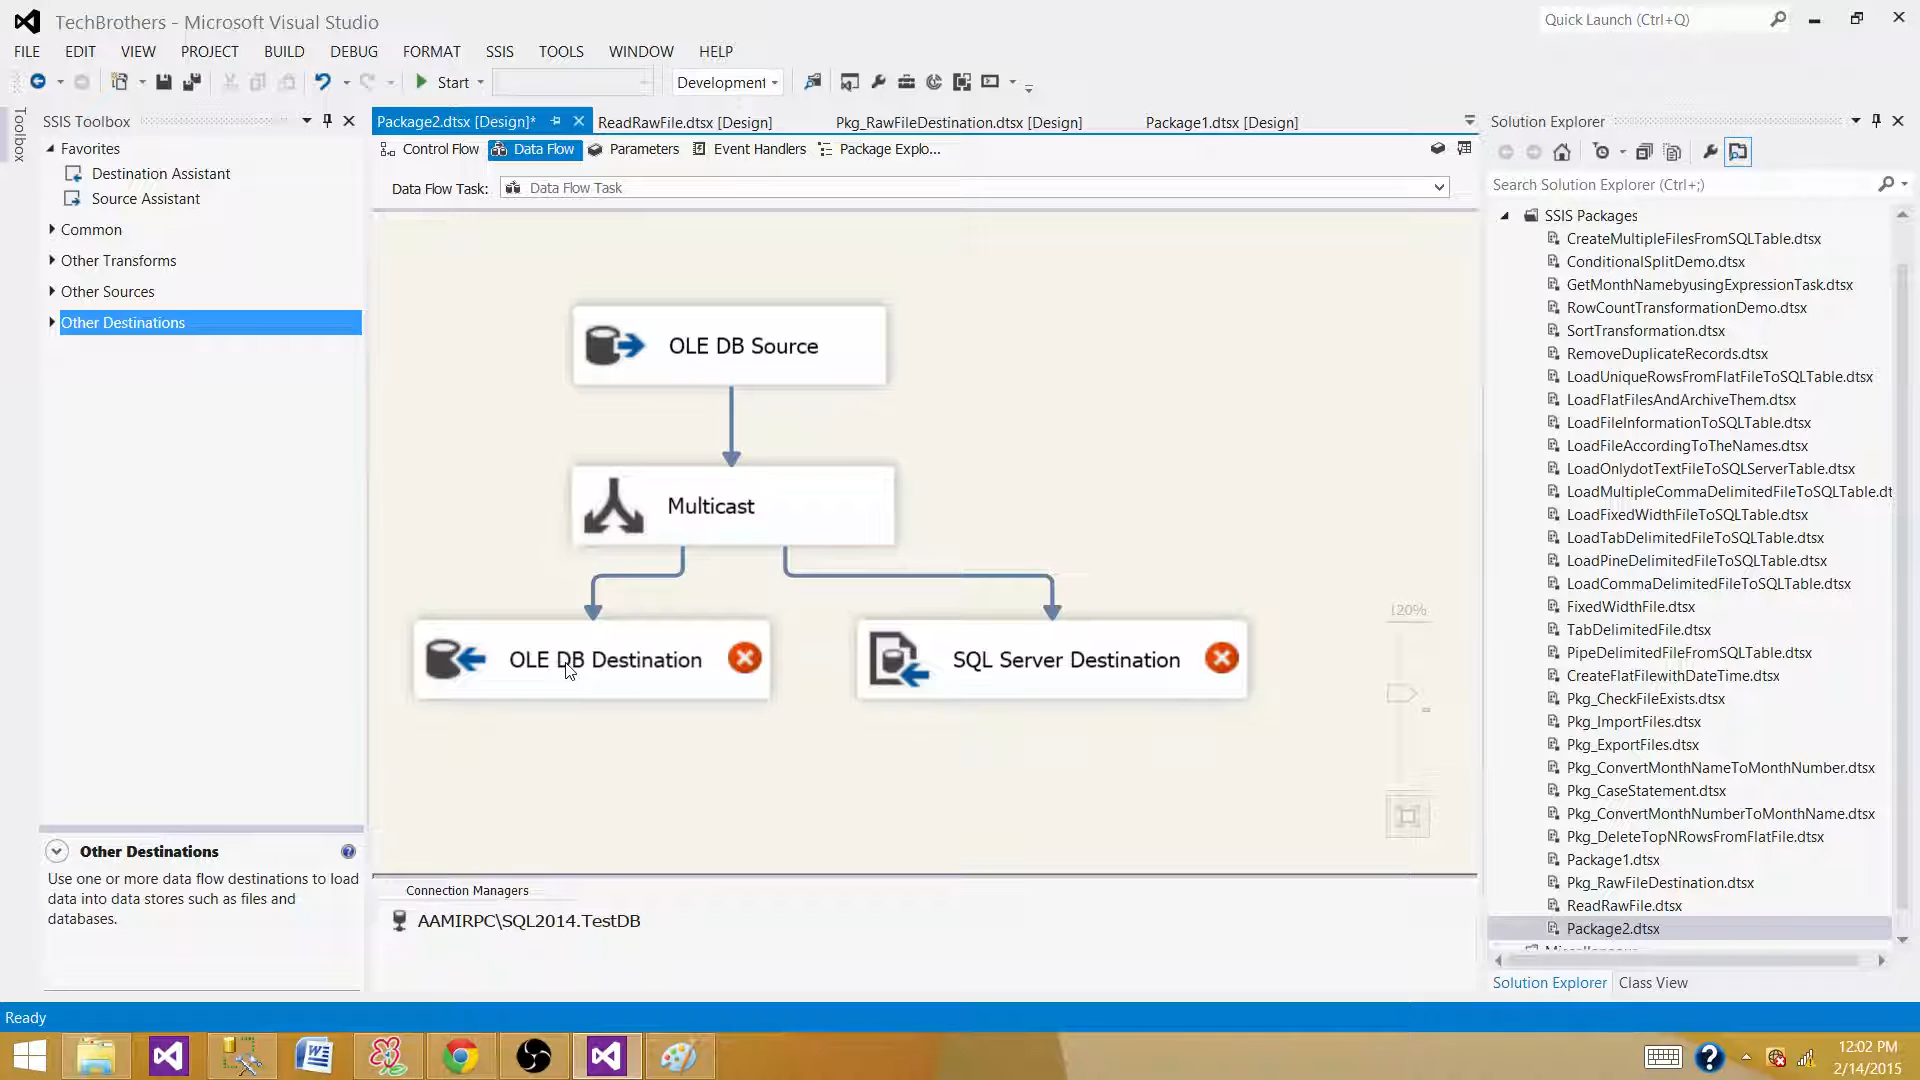 TechBrothers - Microsoft Visual Studio
Quick Launch (Ctrl+Q)
FILE EDIT VIEW PROJECT BUILD DEBUG FORMAT SSIS TOOLS WINDOW HELP
Start
Development
Toolbox
SSIS Toolbox
Favorites
Destination Assistant
Source Assistant
Common
Other Transforms
Other Sources
Other Destinations
Other Destinations
Use one or more data flow destinations to load
data into data stores such as files and
databases.
Package2.dtsx [Design]* ReadRawFile.dtsx [Design] Pkg_RawFileDestination.dtsx [Design] Package1.dtsx [Design]
Control Flow Data Flow Parameters Event Handlers Package Explo...
Data Flow Task: Data Flow Task
OLE DB Source
Multicast
OLE DB Destination
SQL Server Destination
120%
Connection Managers
AAMIRPC\SQL2014.TestDB
Solution Explorer
Search Solution Explorer (Ctrl+;)
SSIS Packages
CreateMultipleFilesFromSQLTable.dtsx
ConditionalSplitDemo.dtsx
GetMonthNamebyusingExpressionTask.dtsx
RowCountTransformationDemo.dtsx
SortTransformation.dtsx
RemoveDuplicateRecords.dtsx
LoadUniqueRowsFromFlatFileToSQLTable.dtsx
LoadFlatFilesAndArchiveThem.dtsx
LoadFileInformationToSQLTable.dtsx
LoadFileAccordingToTheNames.dtsx
LoadOnlydotTextFileToSQLServerTable.dtsx
LoadMultipleCommaDelimitedFileToSQLTable.dt
LoadFixedWidthFileToSQLTable.dtsx
LoadTabDelimitedFileToSQLTable.dtsx
LoadPineDelimitedFileToSQLTable.dtsx
LoadCommaDelimitedFileToSQLTable.dtsx
FixedWidthFile.dtsx
TabDelimitedFile.dtsx
PipeDelimitedFileFromSQLTable.dtsx
CreateFlatFilewithDateTime.dtsx
Pkg_CheckFileExists.dtsx
Pkg_ImportFiles.dtsx
Pkg_ExportFiles.dtsx
Pkg_ConvertMonthNameToMonthNumber.dtsx
Pkg_CaseStatement.dtsx
Pkg_ConvertMonthNumberToMonthName.dtsx
Pkg_DeleteTopNRowsFromFlatFile.dtsx
Package1.dtsx
Pkg_RawFileDestination.dtsx
ReadRawFile.dtsx
Package2.dtsx
Solution Explorer Class View
Ready
12:02 PM
2/14/2015